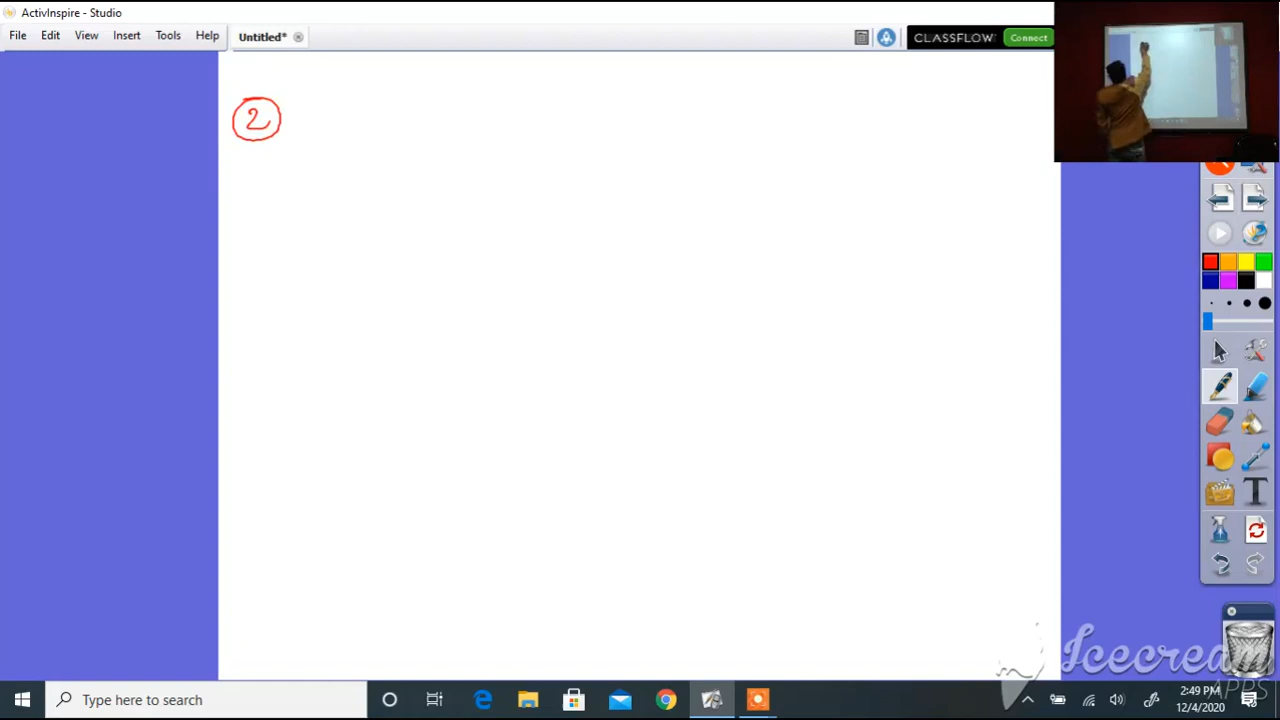 ActivInspire - Studio
File Edit View Insert Tools Help Untitled* CLASSFLOW Connect
2
T
Icecream
APPS
Type here to search
2:49 PM
12/4/2020